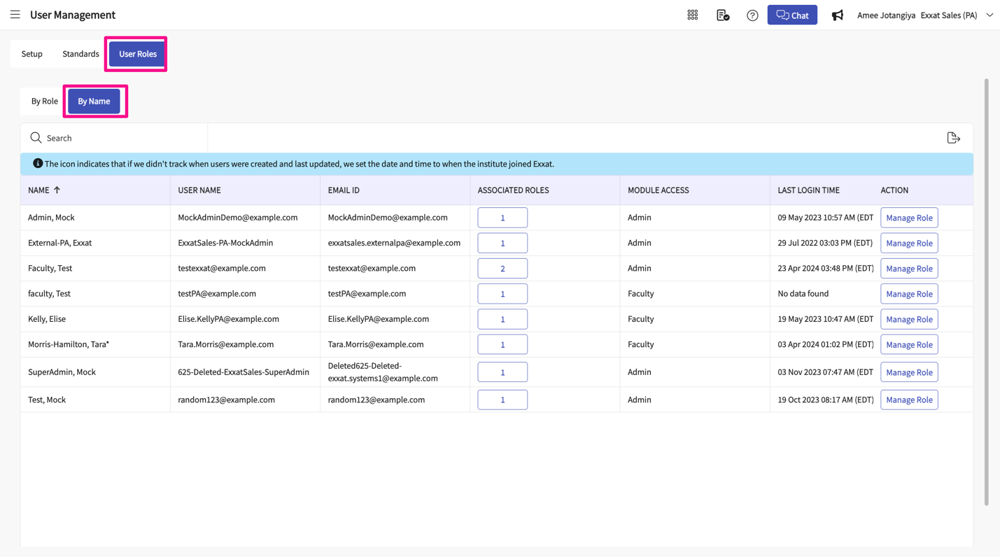 User Management
Chat
Amee Jotangiya Exxat Sales (PA)
Setup Standards User Roles
By Role By Name
Search
The icon indicates that if we didn't track when users were created and last updated, we set the date and time to when the institute joined Exxat.
NAME USER NAME EMAIL ID ASSOCIATED ROLES MODULE ACCESS LAST LOGIN TIME ACTION
Admin, Mock MockAdminDemo@example.com MockAdminDemo@example.com 1 Admin 09 May 2023 10:57 AM (EDT Manage Role
External-PA, Exxat ExxatSales-PA-MockAdmin exxatsales.externalpa@example.com 1 Admin 29 Jul 2022 03:03 PM (EDT) Manage Role
Faculty, Test testexxat@example.com testexxat@example.com 2 Admin 23 Apr 2024 03:48 PM (EDT) Manage Role
faculty, Test testPA@example.com testPA@example.com 1 Faculty No data found Manage Role
Kelly, Elise Elise.KellyPA@example.com Elise.KellyPA@example.com 1 Faculty 19 May 2023 10:47 AM (EDT Manage Role
Morris-Hamilton, Tara* Tara.Morris@example.com Tara.Morris@example.com 1 Faculty 03 Apr 2024 01:02 PM (EDT) Manage Role
SuperAdmin, Mock 625-Deleted-ExxatSales-SuperAdmin Deleted625-Deleted-
exxat.systems1@example.com 1 Admin 03 Nov 2023 07:47 AM (EDT Manage Role
Test, Mock random123@example.com random123@example.com 1 Admin 19 Oct 2023 08:17 AM (EDT) Manage Role